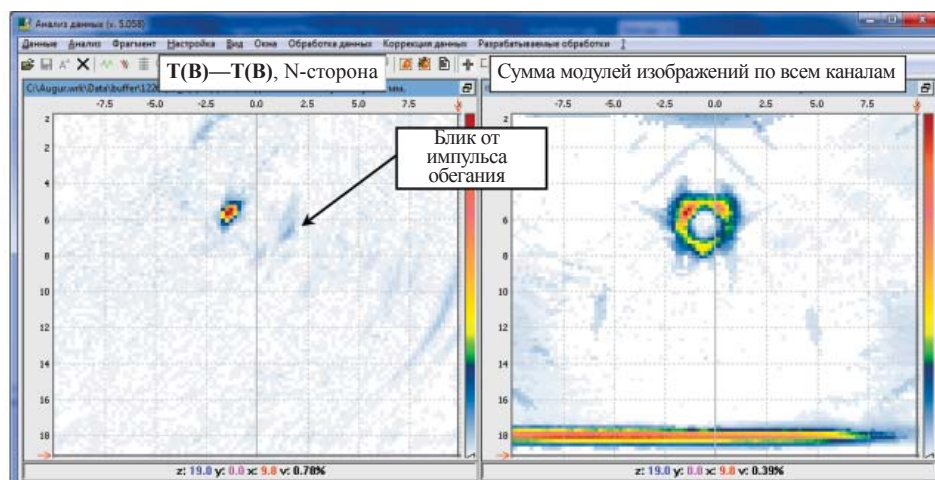 Анализ данных (v. 5.058)
Данные Анализ Фрагмент Настройка Вид Окна Обработка данных Коррекция данных Разрабатываемые обработки ?
T(B)—T(B), N-сторона
Сумма модулей изображений по всем каналам
C:\Augur.wrk\Data\buffer\122 мм.
-7.5 -5.0 -2.5 0.0 2.5 5.0 7.5
-7.5 -5.0 -2.5 0.0 2.5 5.0 7.5
Блик от
импульса
обегания
2
4
6
8
10
12
14
16
18
2
4
6
8
10
12
14
16
18
z: 19.0 y: 0.0 x: 9.0 v: 0.78%
z: 19.0 y: 0.0 x: 9.0 v: 0.39%